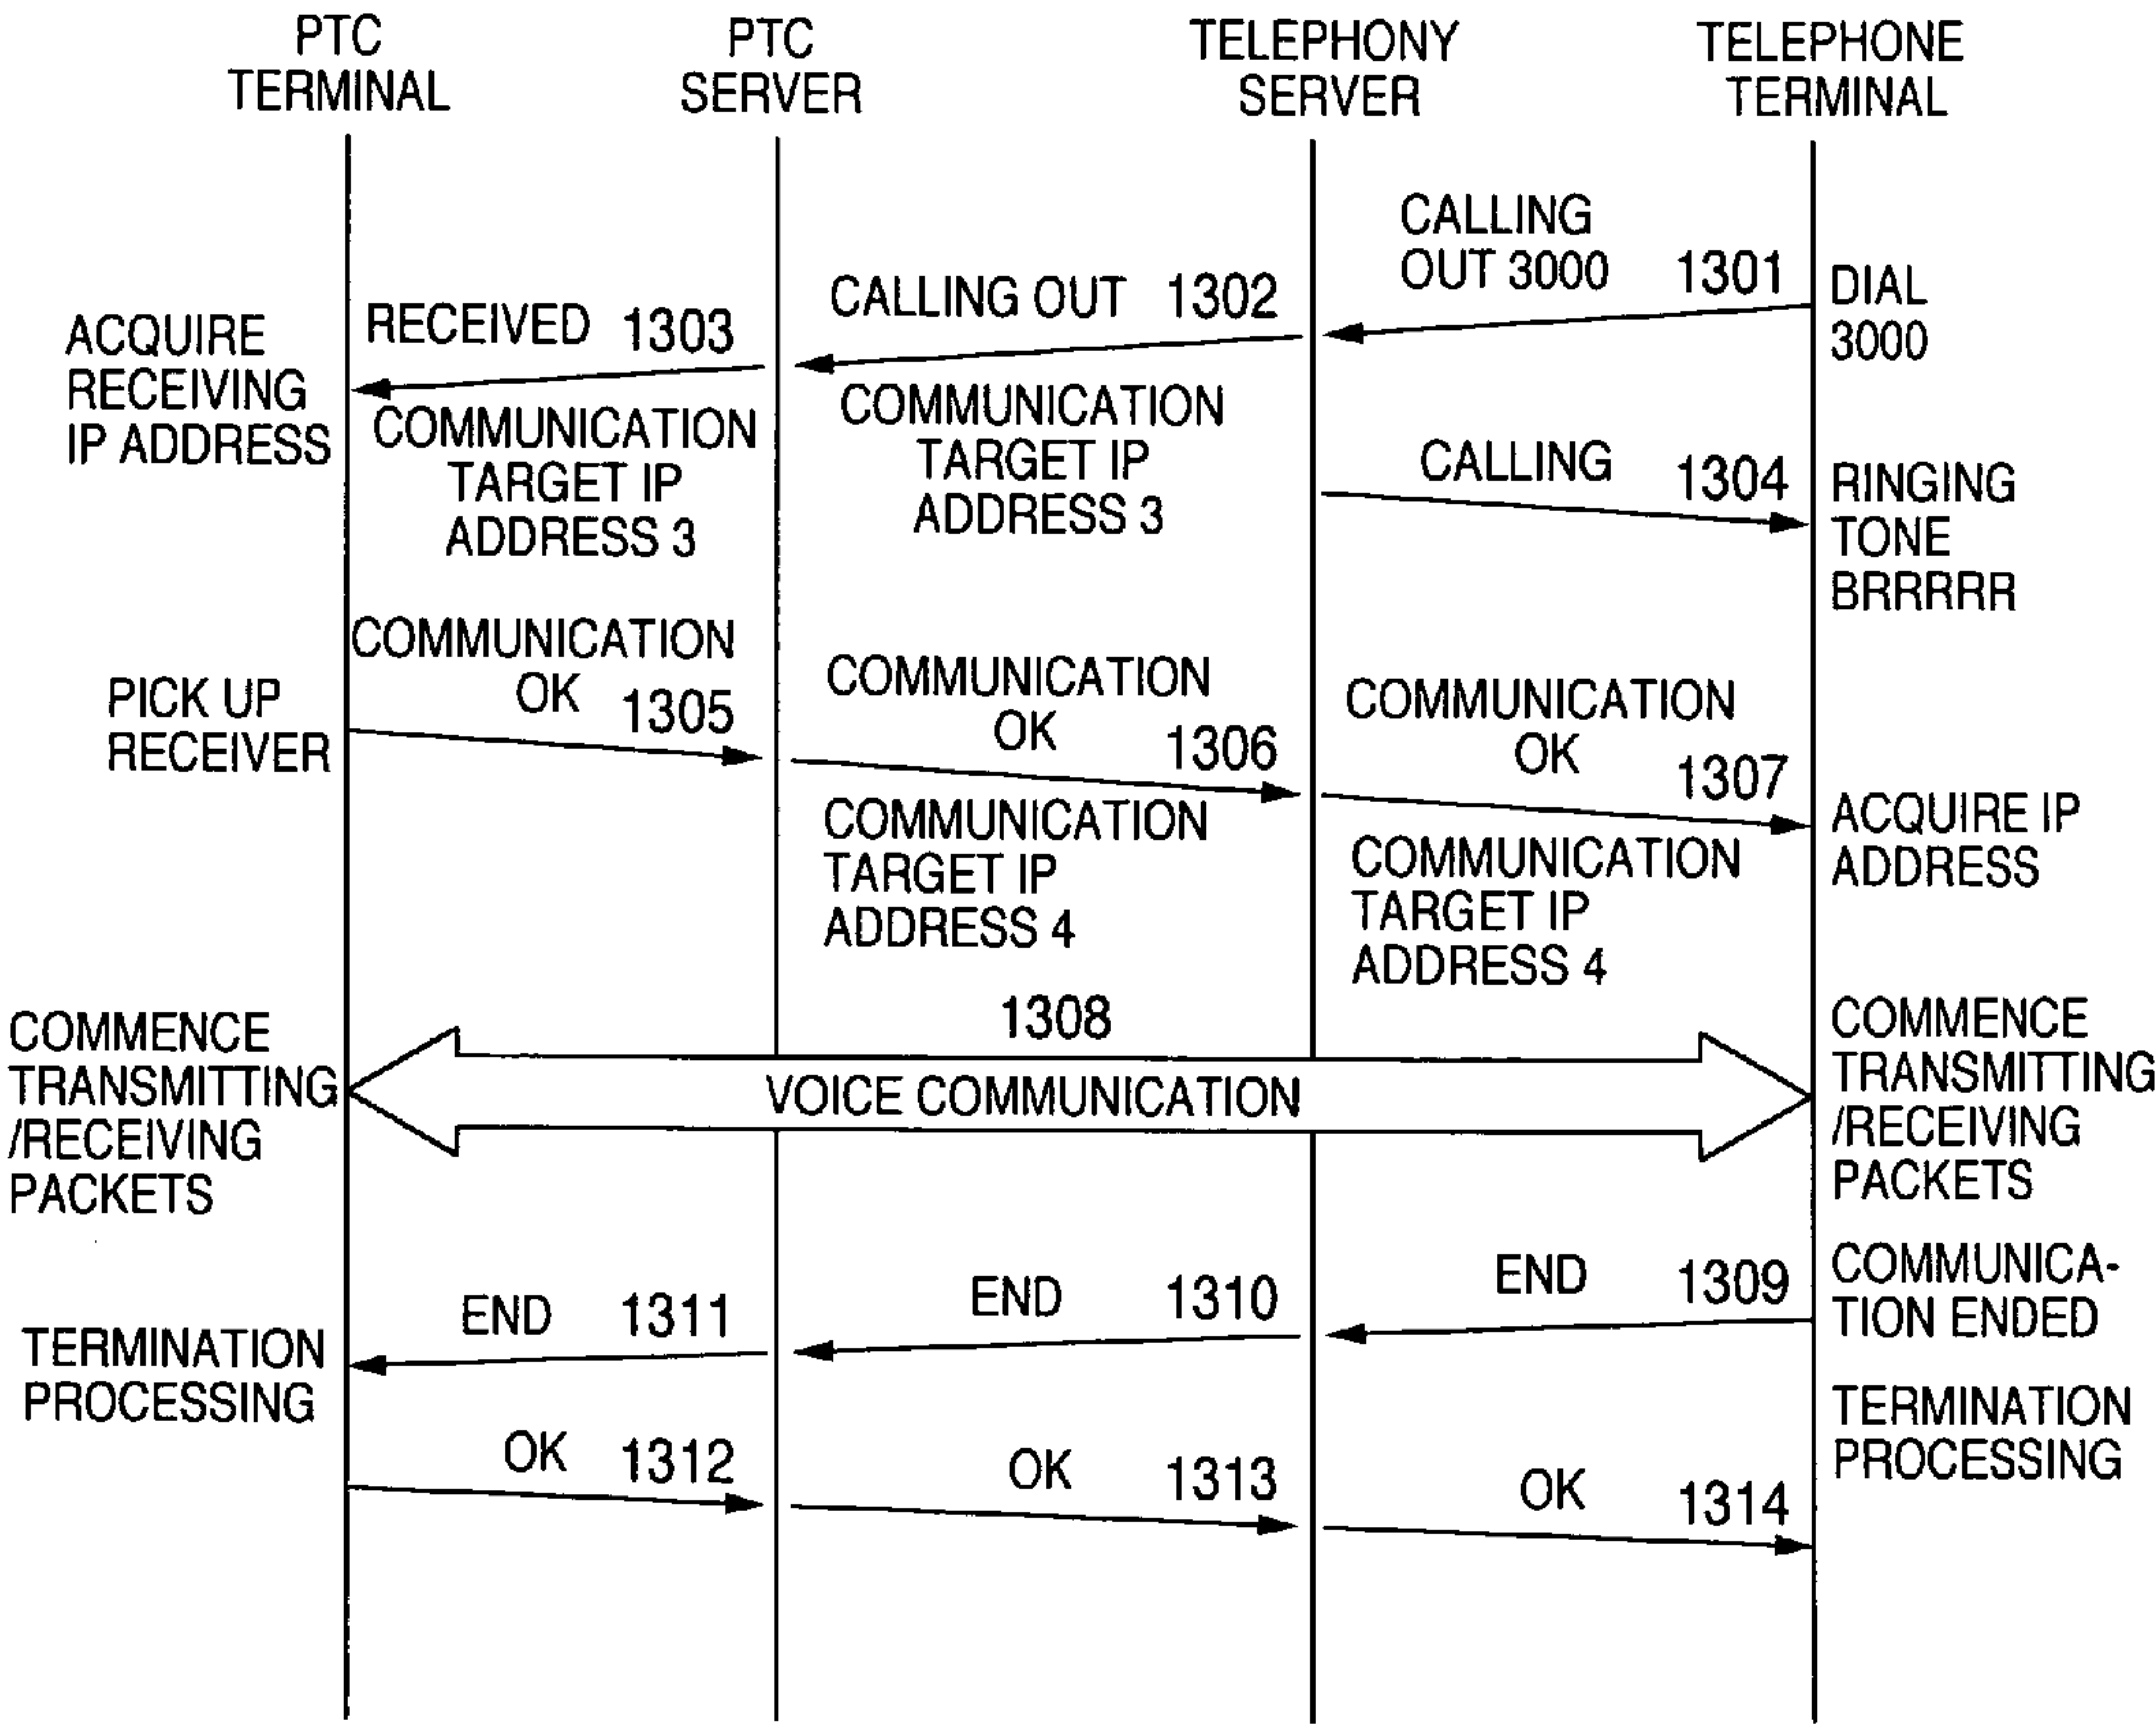 PTC
TERMINAL
PTC
SERVER
TELEPHONY
SERVER
TELEPHONE
TERMINAL
CALLING
OUT 3000
1301
DIAL
3000
CALLING OUT
1302
RECEIVED
1303
ACQUIRE
RECEIVING
IP ADDRESS
COMMUNICATION
TARGET IP
ADDRESS 3
COMMUNICATION
TARGET IP
ADDRESS 3
CALLING
1304
RINGING
TONE
BRRRRR
PICK UP
RECEIVER
COMMUNICATION
OK
1305
COMMUNICATION
OK
1306
COMMUNICATION
OK
1307
COMMUNICATION
TARGET IP
ADDRESS 4
COMMUNICATION
TARGET IP
ADDRESS 4
ACQUIRE IP
ADDRESS
COMMENCE
TRANSMITTING
/RECEIVING
PACKETS
1308
VOICE COMMUNICATION
COMMENCE
TRANSMITTING
/RECEIVING
PACKETS
END
1309
COMMUNICA-
TION ENDED
END
1310
END
1311
TERMINATION
PROCESSING
TERMINATION
PROCESSING
OK
1312
OK
1313
OK
1314